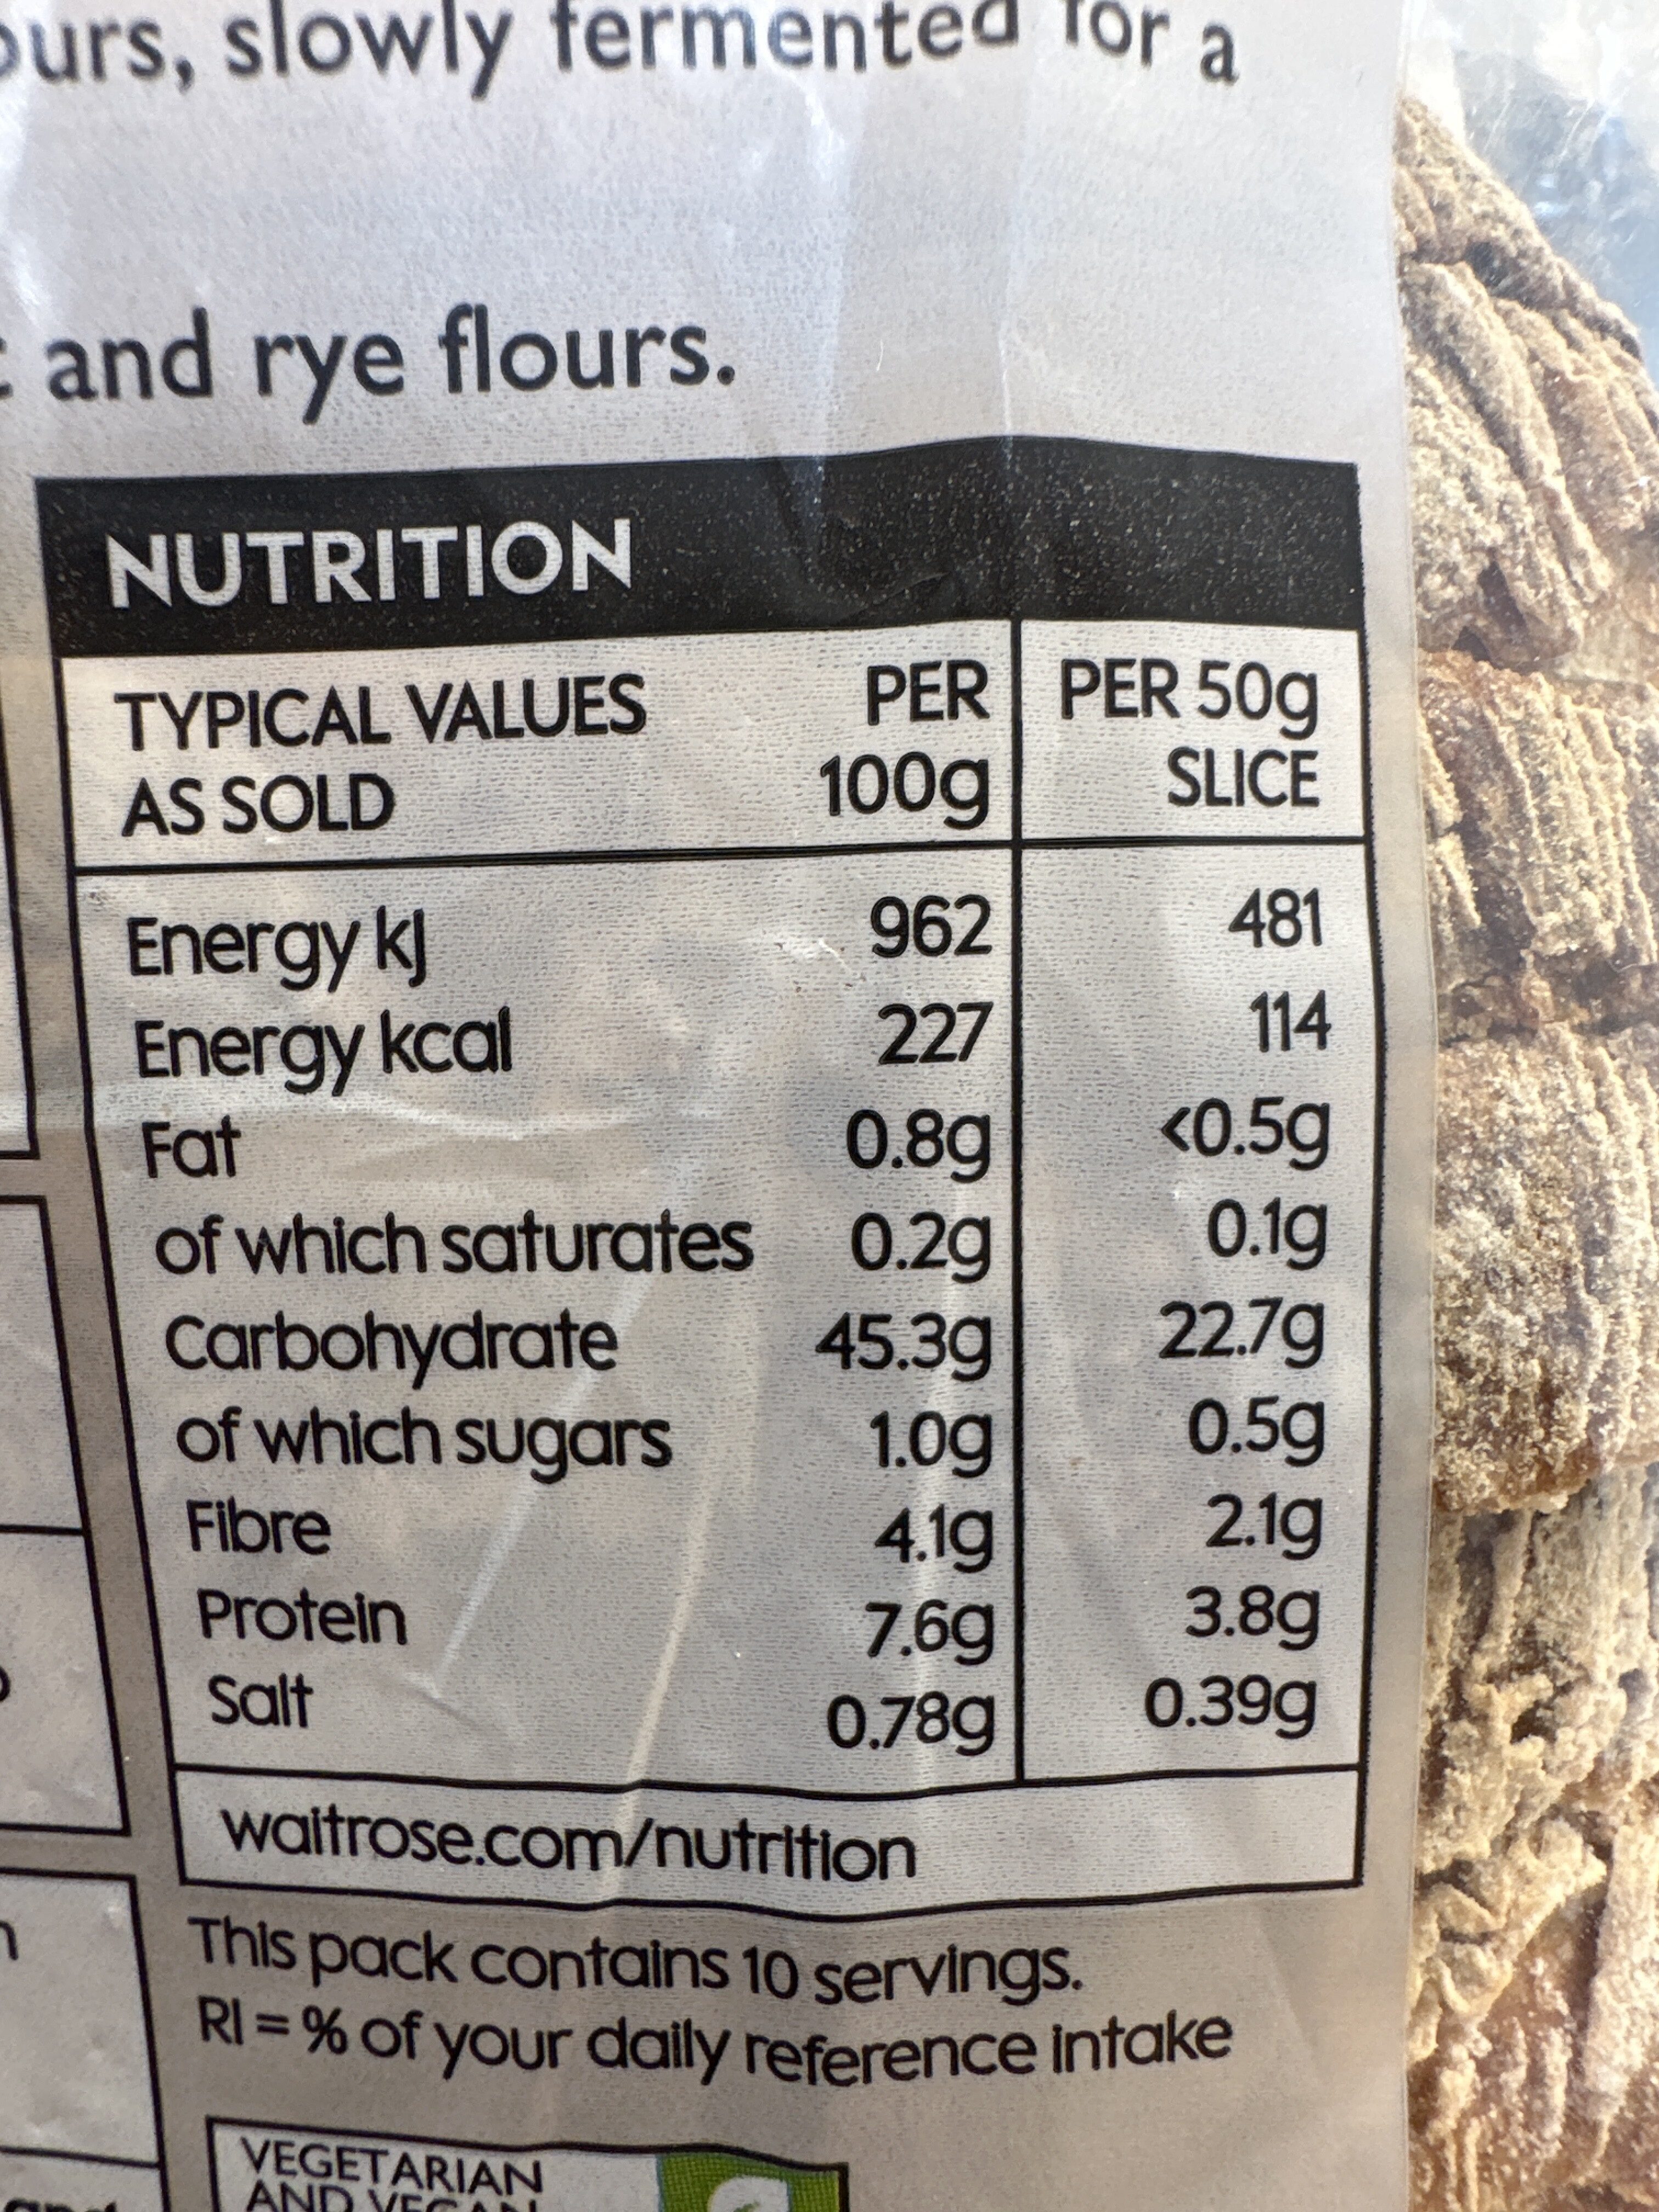 ours, slowly fermented for a
and rye flours.
NUTRITION
TYPICAL VALUES AS SOLD PER 100g PER 50g SLICE
Energy kJ 962 481
Energy kcal 227 114
Fat 0.8g <0.5g
of which saturates 0.2g 0.1g
Carbohydrate 45.3g 22.7g
of which sugars 1.0g 0.5g
Fibre 4.1g 2.1g
Protein 7.6g 3.8g
Salt 0.78g 0.39g
waitrose.com/nutrition
This pack contains 10 servings.
RI = % of your daily reference intake
VEGETARIAN
AND VEGAN